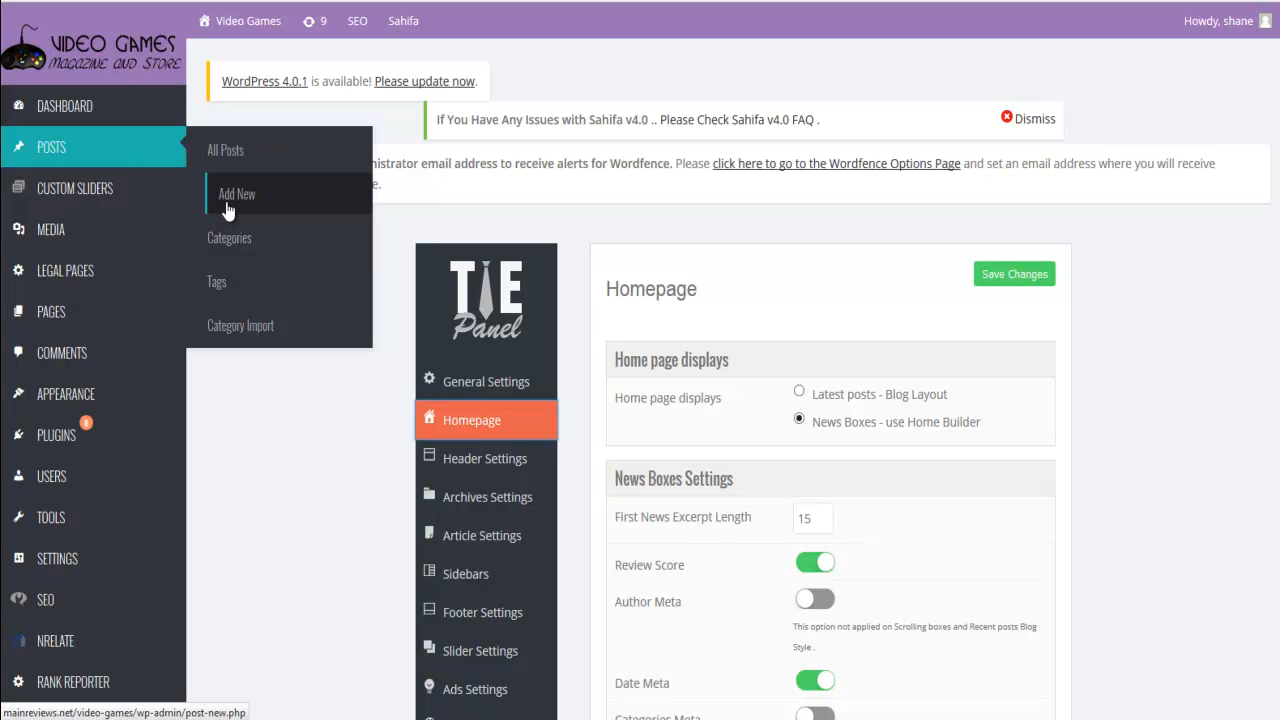 Video Games
9
SEO
Sahifa
Howdy, shane
VIDEO GAMES
MAGAZINE AND STORE
WordPress 4.0.1 is available! Please update now.
If You Have Any Issues with Sahifa v4.0 .. Please Check Sahifa v4.0 FAQ .
Dismiss
nistrator email address to receive alerts for Wordfence. Please click here to go to the Wordfence Options Page and set an email address where you will receive
e.
DASHBOARD
POSTS
CUSTOM SLIDERS
MEDIA
LEGAL PAGES
PAGES
COMMENTS
APPEARANCE
PLUGINS
USERS
TOOLS
SETTINGS
SEO
NRELATE
RANK REPORTER
All Posts
Add New
Categories
Tags
Category Import
TIE
Panel
General Settings
Homepage
Header Settings
Archives Settings
Article Settings
Sidebars
Footer Settings
Slider Settings
Ads Settings
Homepage
Save Changes
Home page displays
Home page displays
Latest posts - Blog Layout
News Boxes - use Home Builder
News Boxes Settings
First News Excerpt Length
15
Review Score
Author Meta
This option not applied on Scrolling boxes and Recent posts Blog
Style .
Date Meta
Categories Meta
mainreviews.net/video-games/wp-admin/post-new.php